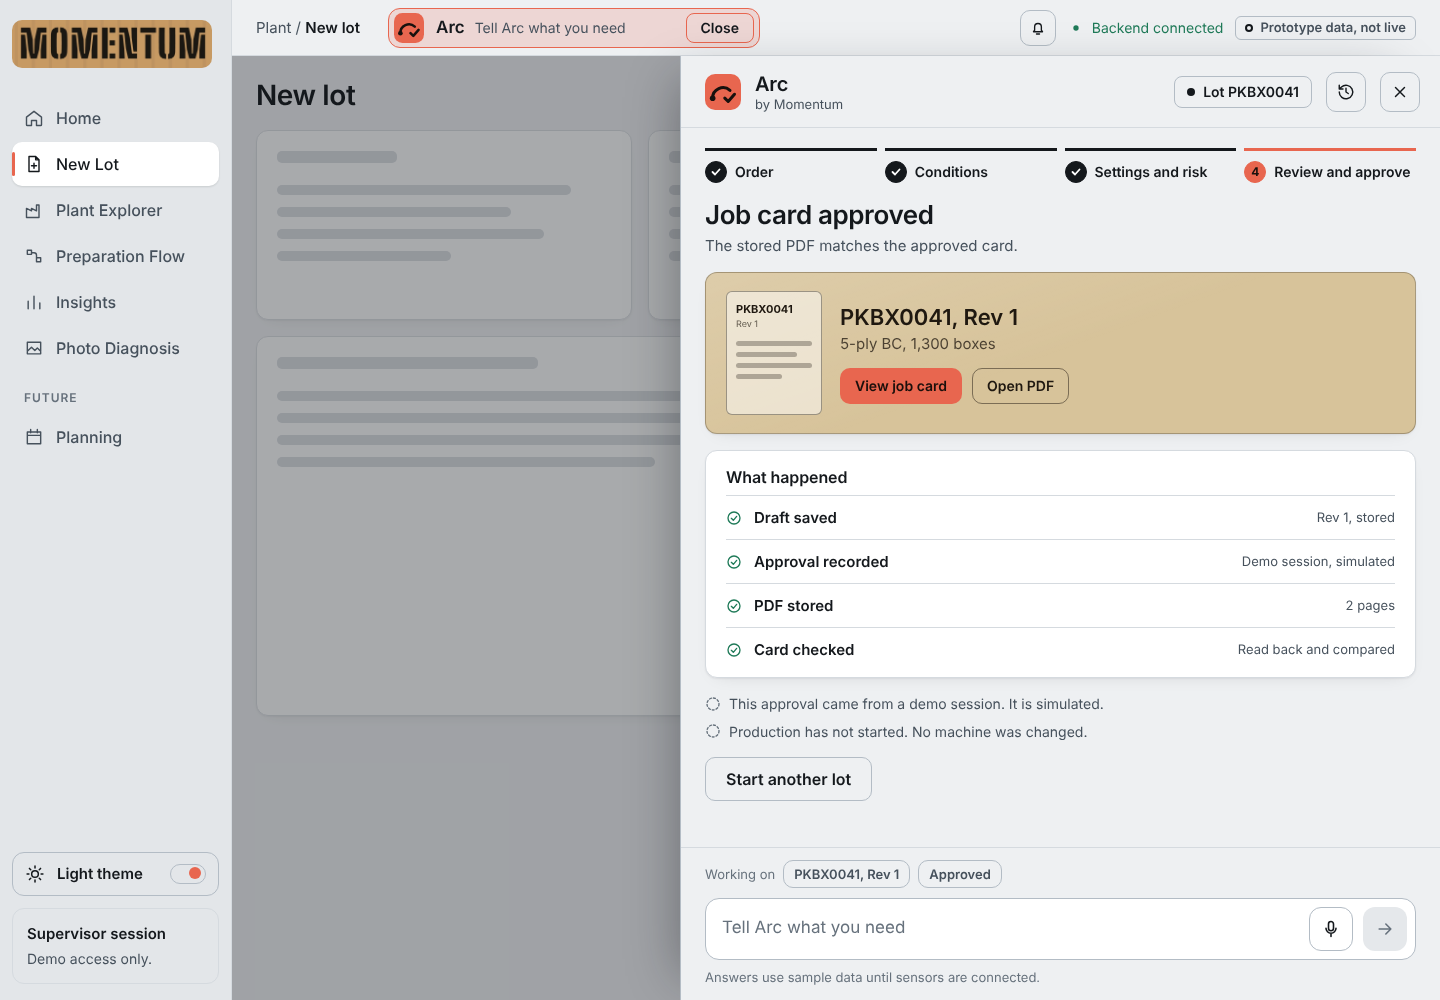 MOMENTUM
Plant / New lot
Arc Tell Arc what you need Close
Backend connected
Prototype data, not live
Home
New Lot
Plant Explorer
Preparation Flow
Insights
Photo Diagnosis
FUTURE
Planning
Light theme
Supervisor session
Demo access only.
New lot
Arc
by Momentum
Lot PKBX0041
Order
Conditions
Settings and risk
4 Review and approve
Job card approved
The stored PDF matches the approved card.
PKBX0041
Rev 1
PKBX0041, Rev 1
5-ply BC, 1,300 boxes
View job card Open PDF
What happened
Draft saved Rev 1, stored
Approval recorded Demo session, simulated
PDF stored 2 pages
Card checked Read back and compared
This approval came from a demo session. It is simulated.
Production has not started. No machine was changed.
Start another lot
Working on PKBX0041, Rev 1 Approved
Tell Arc what you need
Answers use sample data until sensors are connected.